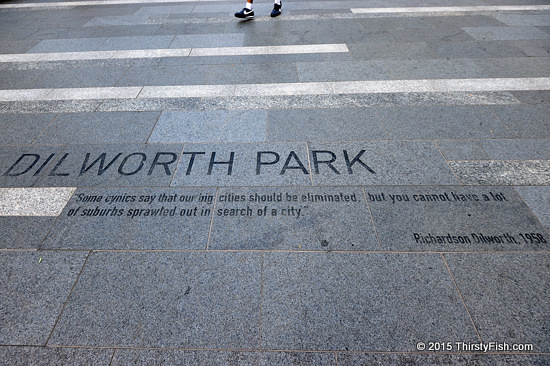 DILWORTH PARK
"Some cynics say that our big cities should be eliminated, but you cannot have a lot
of suburbs sprawled out in search of a city."
Richardson Dilworth, 1958
© 2015 - ThirstyFish.com